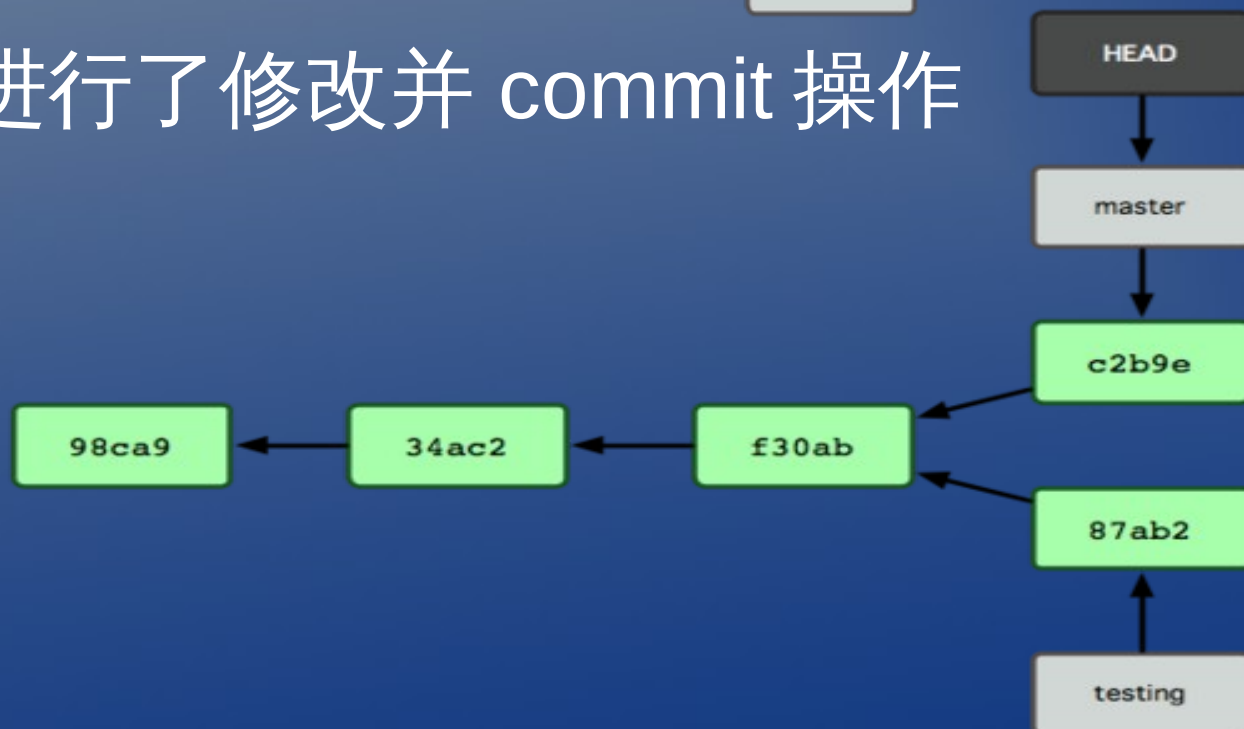 进行了修改并 commit 操作
HEAD
master
c2b9e
98ca9
34ac2
f30ab
87ab2
testing